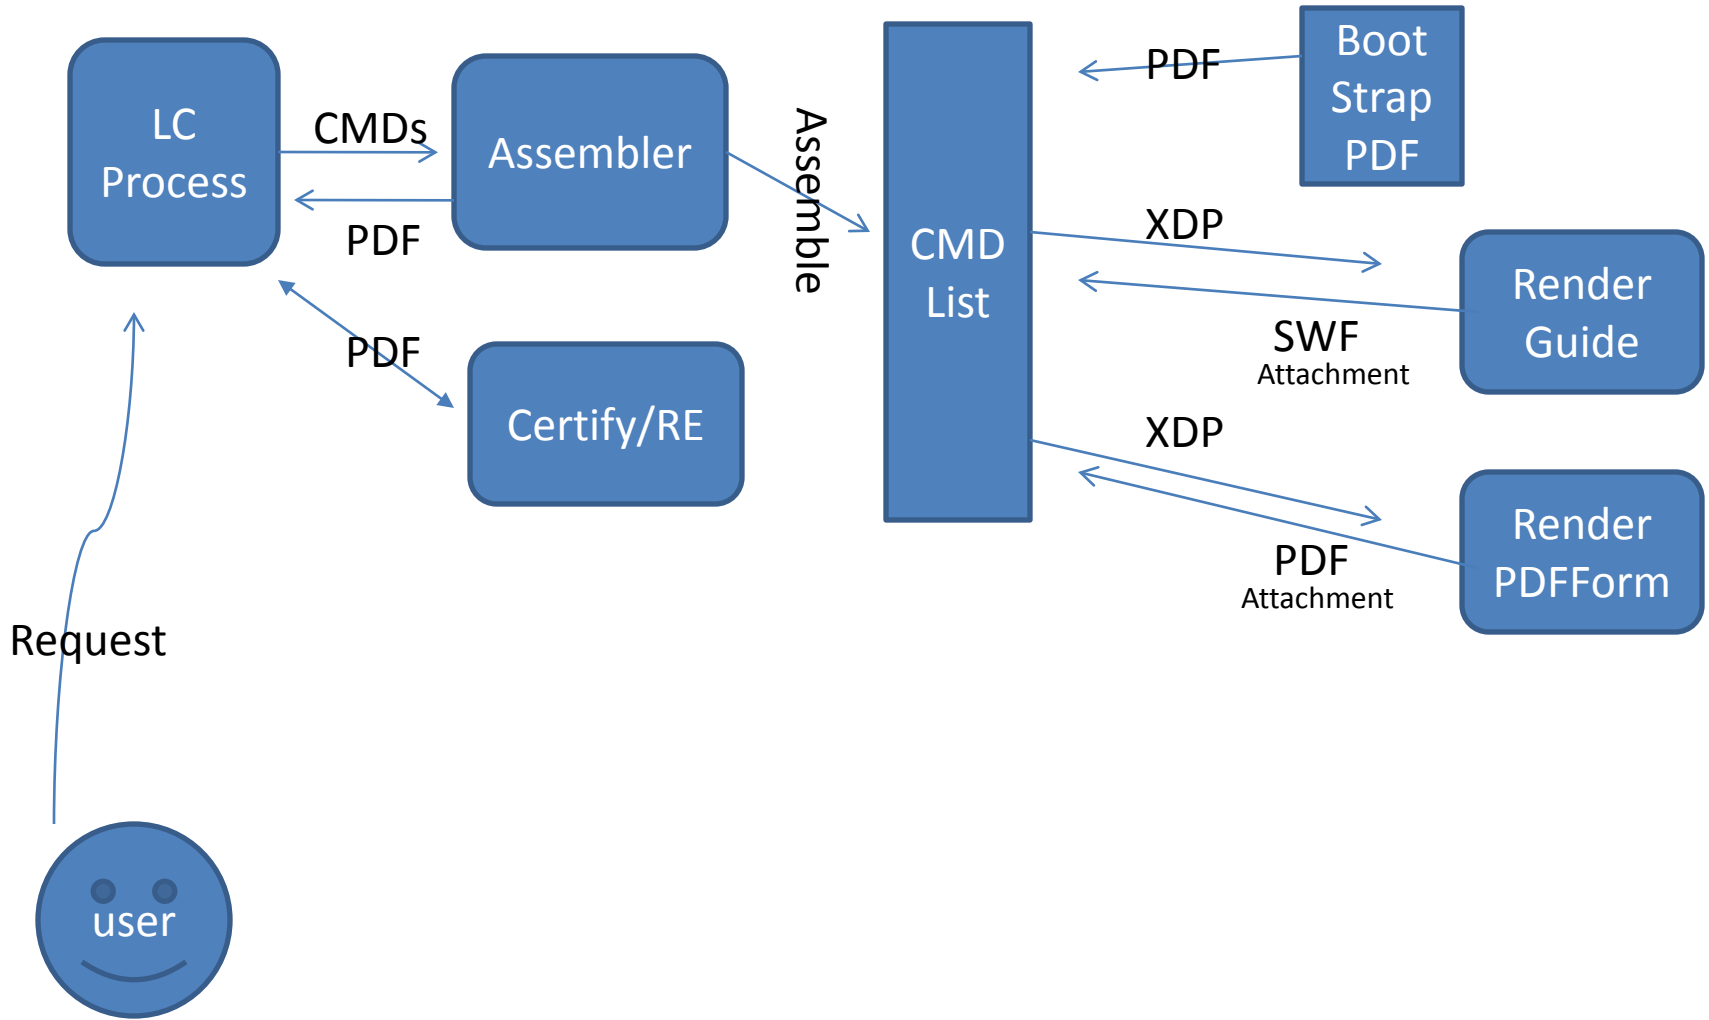 LC
Process
CMDs
PDF
Assembler
PDF
Certify/RE
Assemble
CMD
List
PDF
Boot
Strap
PDF
XDP
Render
Guide
SWF
Attachment
XDP
Render
PDFForm
PDF
Attachment
Request
user